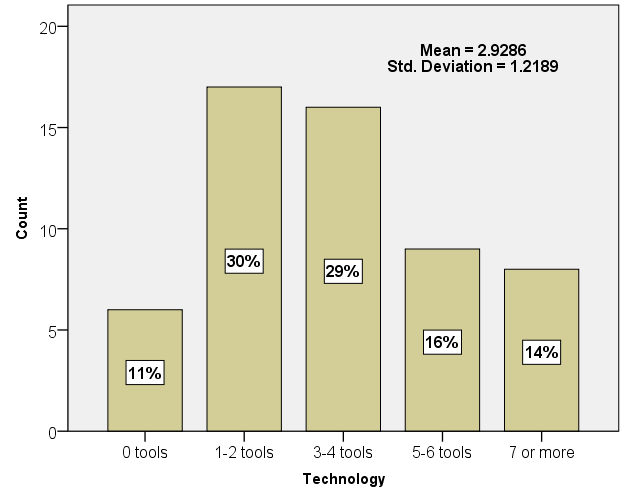 20
Mean = 2.9286
Std. Deviation = 1.2189
15
Count
10
30%
29%
5
16%
14%
11%
0
0 tools
1-2 tools
3-4 tools
5-6 tools
7 or more
Technology